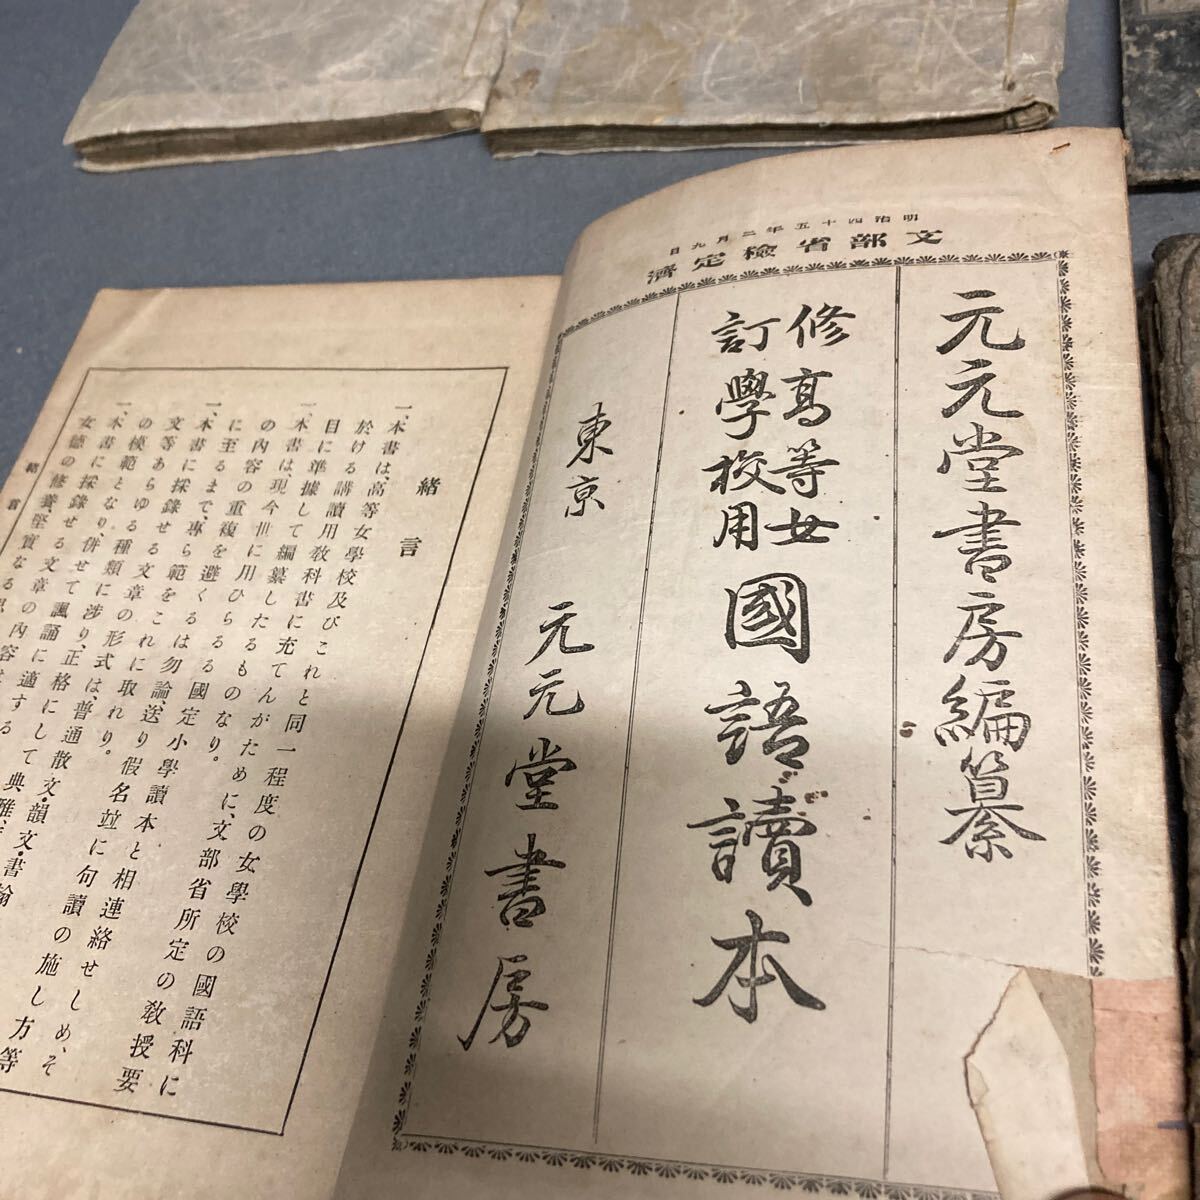 明治四十五年二月九日
文部省檢定濟
元元堂書房編纂
修訂
高等女學校用
國語讀本
東京 元元堂書房
緒言
一、本書は、高等女學校及びこれと同一程度の女學校の國語科に
於ける講讀用敎科書に充てんがために、文部省所定の敎授要
目に準據して編纂したるものなり。
一、本書は現今世に用ひらるる國定小學讀本と相連絡せしめ、そ
の內容の重複を避くるは勿論、送り假名竝に句讀の施し方等
に至るまで、專ら範をこれに取れり。
一、本書に採錄せる文章の形式は、普通散文・韻文・書翰
文等あらゆる種類に涉り、正格にして典雅、
の模範となり、併せて諷誦に適する
一、本書に採錄せる文章の內容は
女德の修養、堅實なる思
緒言